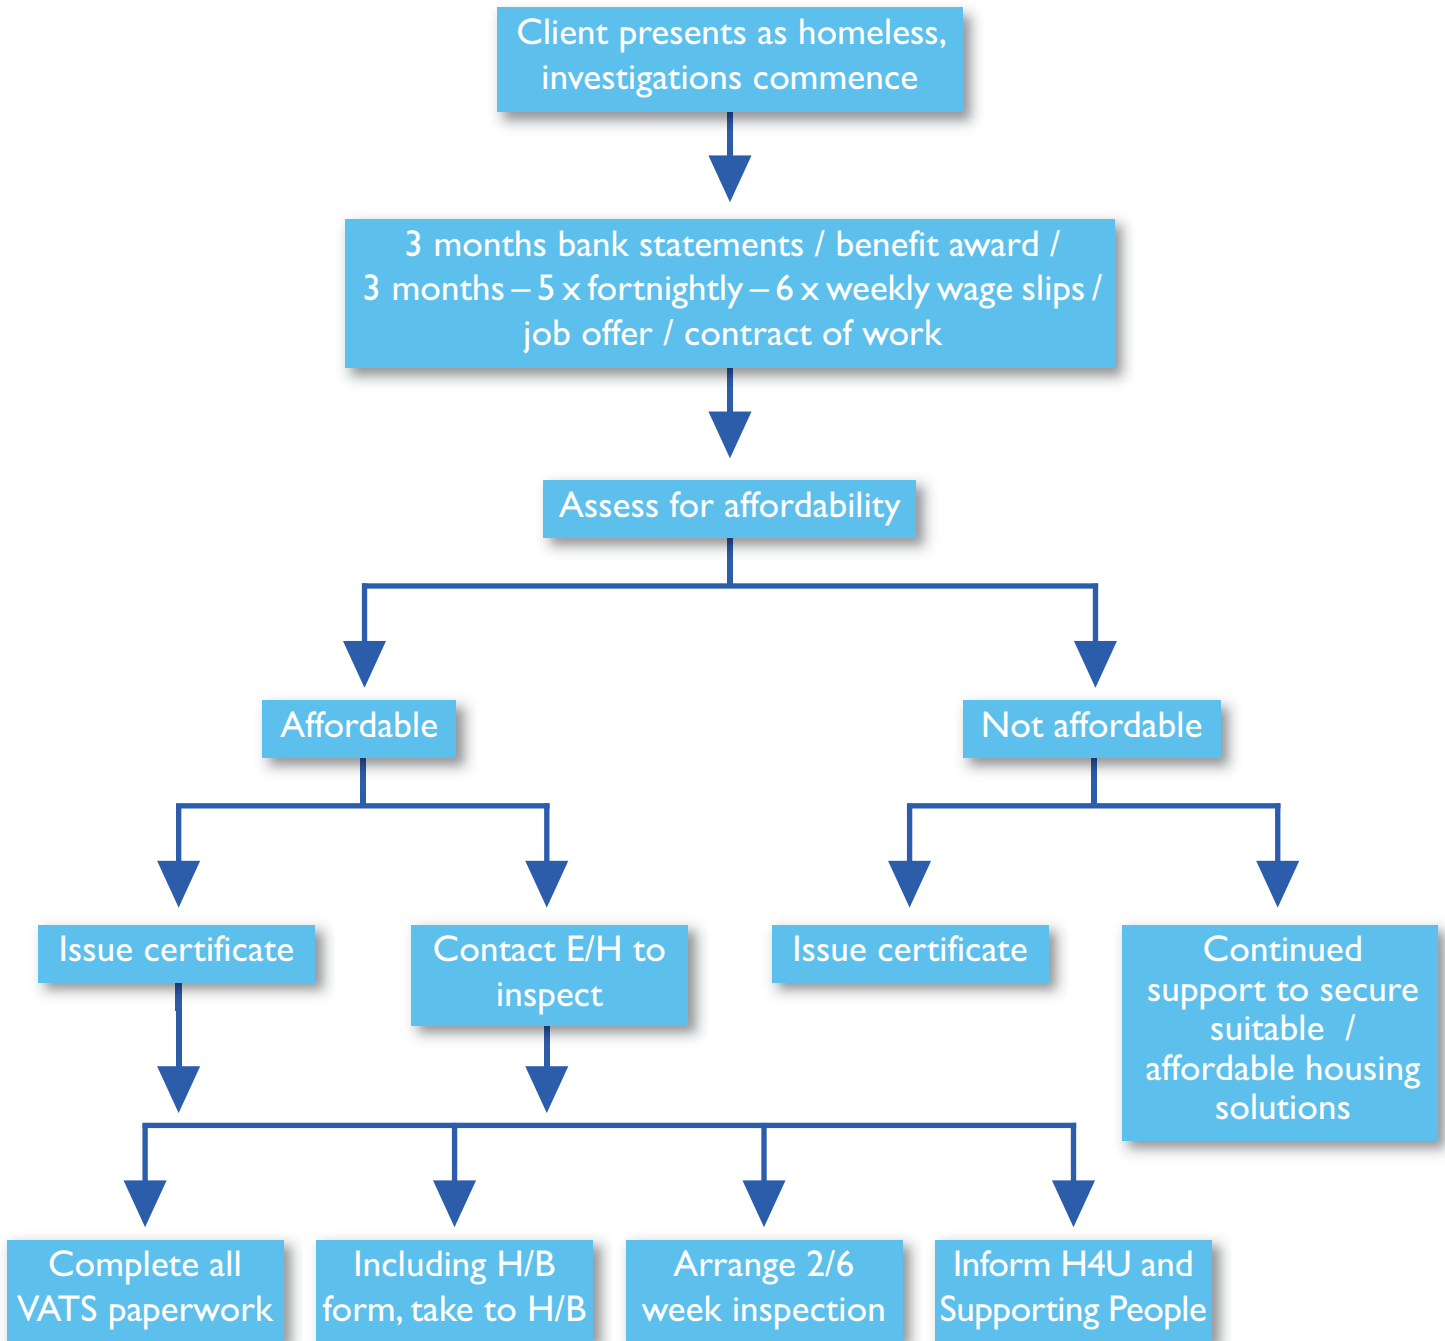 Client presents as homeless,
investigations commence
3 months bank statements / benefit award /
3 months – 5 x fortnightly – 6 x weekly wage slips /
job offer / contract of work
Assess for affordability
Affordable
Not affordable
Issue certificate
Contact E/H to
inspect
Issue certificate
Continued
support to secure
suitable /
affordable housing
solutions
Complete all
VATS paperwork
Including H/B
form, take to H/B
Arrange 2/6
week inspection
Inform H4U and
Supporting People